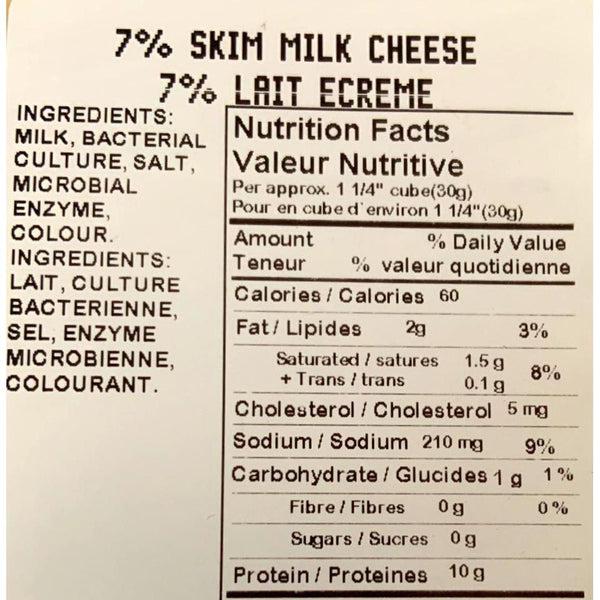 7% SKIM MILK CHEESE
7% LAIT ECREME
INGREDIENTS:
MILK, BACTERIAL
CULTURE, SALT,
MICROBIAL
ENZYME,
COLOUR.
INGREDIENTS:
LAIT, CULTURE
BACTERIENNE,
SEL, ENZYME
MICROBIENNE,
COLOURANT.
Nutrition Facts
Valeur Nutritive
Per approx. 1 1/4" cube(30g)
Pour en cube d'environ 1 1/4"(30g)
Amount % Daily Value
Teneur % valeur quotidienne
Calories / Calories 60
Fat / Lipides 2g 3%
Saturated / satures 1.5 g
+ Trans / trans 0.1 g 8%
Cholesterol / Cholesterol 5 mg
Sodium / Sodium 210 mg 9%
Carbohydrate / Glucides 1 g 1%
Fibre / Fibres 0 g 0%
Sugars / Sucres 0 g
Protein / Proteines 10 g